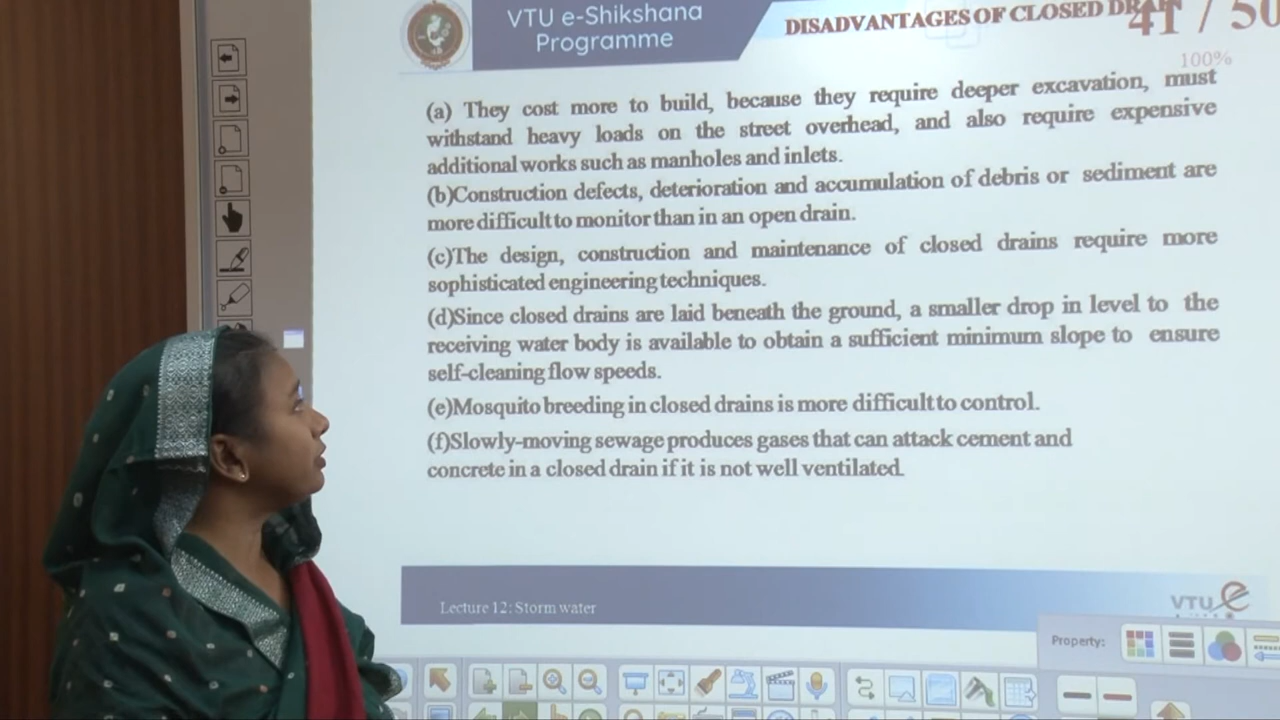 VTU e-Shikshana
Programme
DISADVANTAGES OF CLOSED
41 / 50
100%
(a) They cost more to build, because they require deeper excavation, must
withstand heavy loads on the street overhead, and also require expensive
additional works such as manholes and inlets.
(b)Construction defects, deterioration and accumulation of debris or sediment are
more difficult to monitor than in an open drain.
(c)The design, construction and maintenance of closed drains require more
sophisticated engineering techniques.
(d)Since closed drains are laid beneath the ground, a smaller drop in level to the
receiving water body is available to obtain a sufficient minimum slope to ensure
self-cleaning flow speeds.
(e)Mosquito breeding in closed drains is more difficult to control.
(f)Slowly-moving sewage produces gases that can attack cement and
concrete in a closed drain if it is not well ventilated.
Lecture 12: Storm water
VTU e
Property: